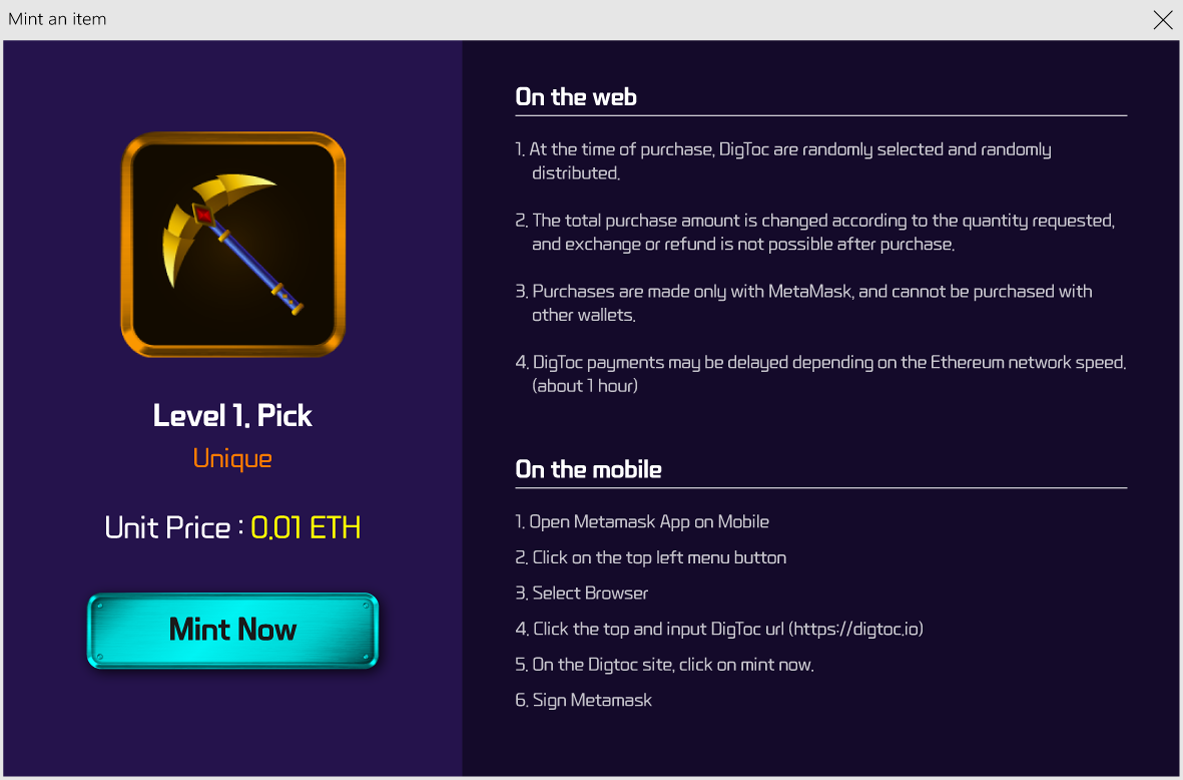 Mint an item
Level 1. Pick
Unique
Unit Price : 0.01 ETH
Mint Now
On the web
1. At the time of purchase, DigToc are randomly selected and randomly
distributed.
2. The total purchase amount is changed according to the quantity requested,
and exchange or refund is not possible after purchase.
3. Purchases are made only with MetaMask, and cannot be purchased with
other wallets.
4. DigToc payments may be delayed depending on the Ethereum network speed.
(about 1 hour)
On the mobile
1. Open Metamask App on Mobile
2. Click on the top left menu button
3. Select Browser
4. Click the top and input DigToc url (https://digtoc.io)
5. On the Digtoc site, click on mint now.
6. Sign Metamask